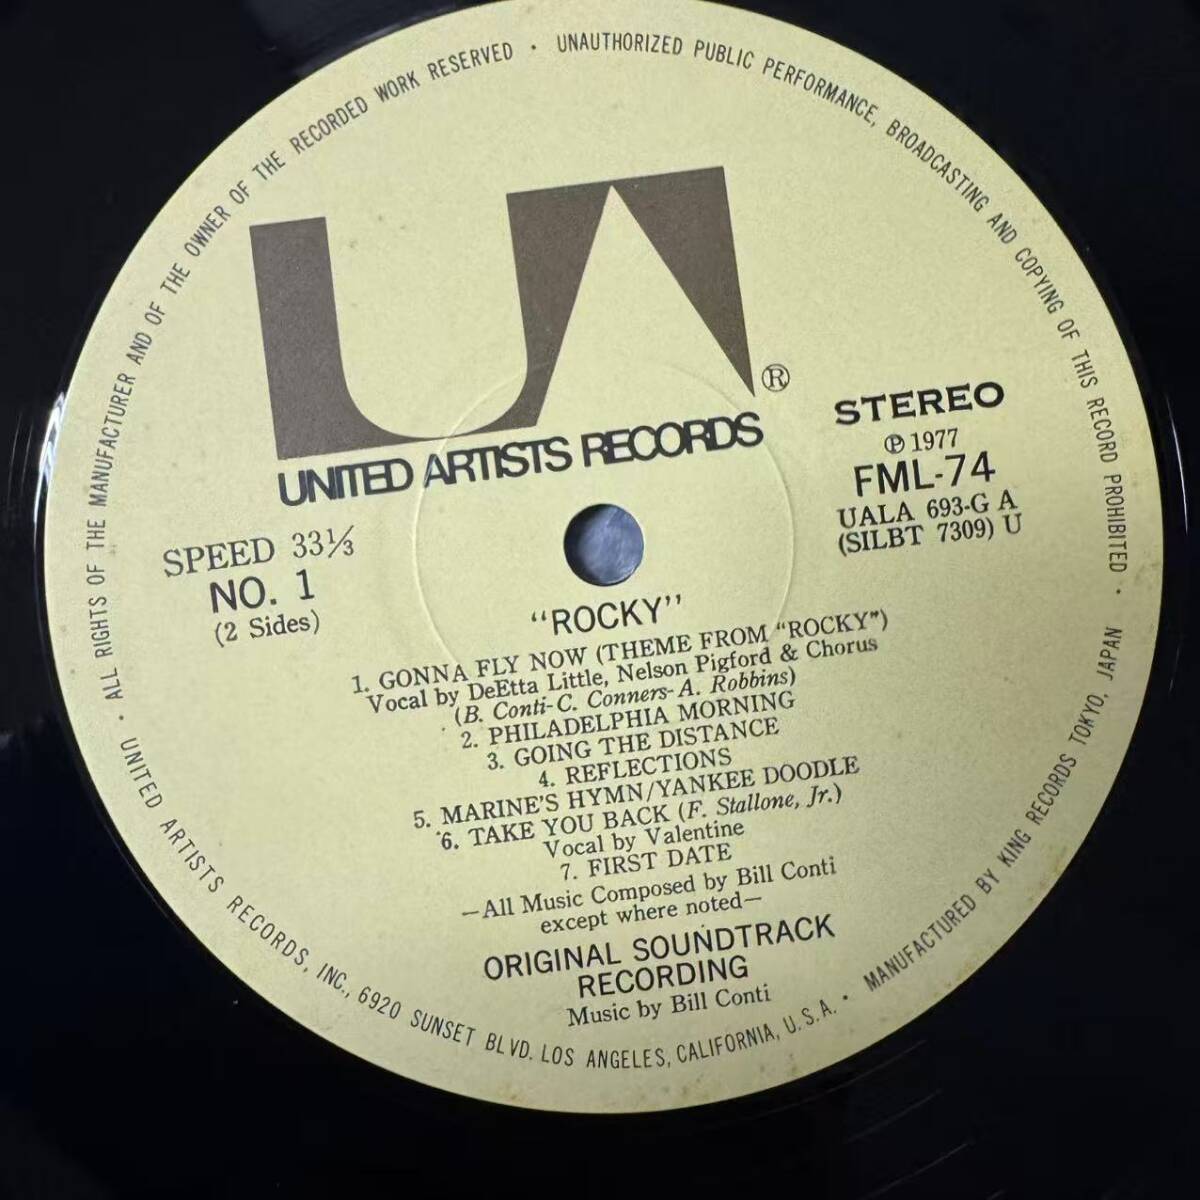 · ALL RIGHTS OF THE MANUFACTURER AND OF THE OWNER OF THE RECORDED WORK RESERVED · UNAUTHORIZED PUBLIC PERFORMANCE, BROADCASTING AND COPYING OF THIS RECORD PROHIBITED ·
UA
®
UNITED ARTISTS RECORDS
STEREO
℗ 1977
FML-74
UALA 693-G A
(SILBT 7309) U
SPEED 33⅓
NO. 1
(2 Sides)
"ROCKY"
1. GONNA FLY NOW (THEME FROM "ROCKY")
Vocal by DeEtta Little, Nelson Pigford & Chorus
(B. Conti-C. Conners-A. Robbins)
2. PHILADELPHIA MORNING
3. GOING THE DISTANCE
4. REFLECTIONS
5. MARINE'S HYMN/YANKEE DOODLE
6. TAKE YOU BACK (F. Stallone, Jr.)
Vocal by Valentine
7. FIRST DATE
—All Music Composed by Bill Conti
except where noted—
ORIGINAL SOUNDTRACK
RECORDING
Music by Bill Conti
UNITED ARTISTS RECORDS, INC., 6920 SUNSET BLVD. LOS ANGELES, CALIFORNIA, U.S.A. · MANUFACTURED BY KING RECORDS TOKYO, JAPAN